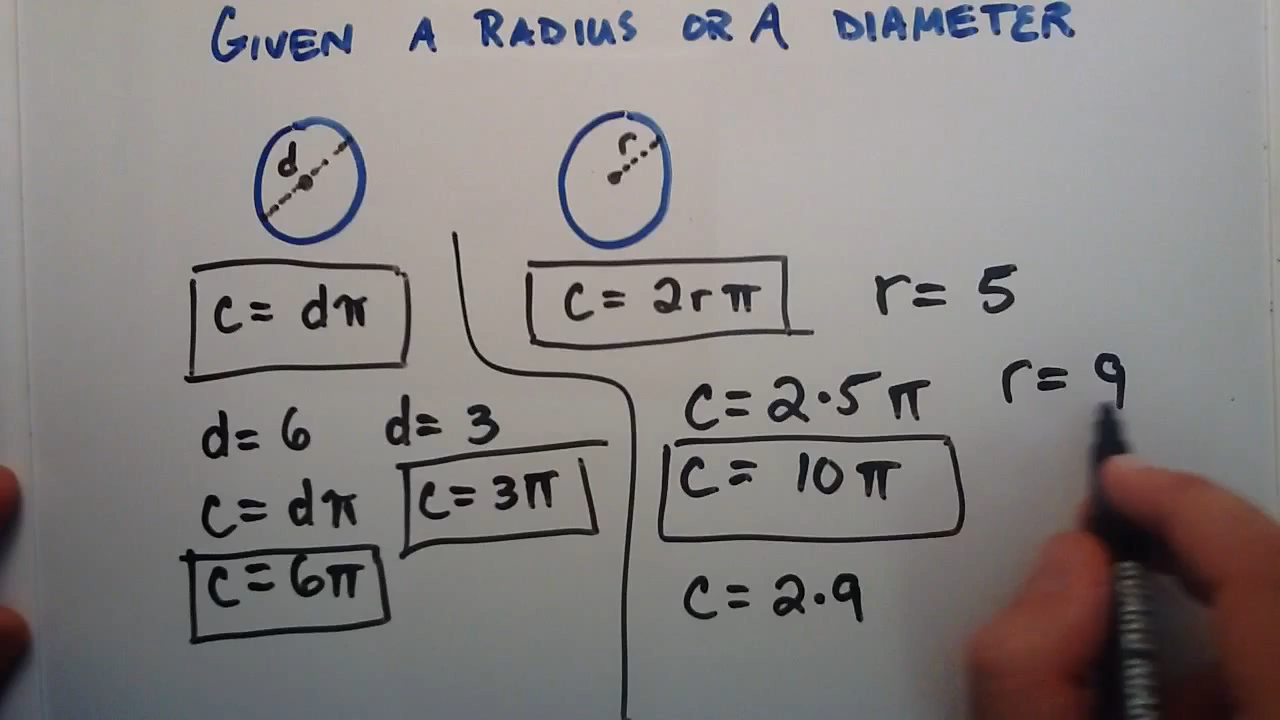 GIVEN A RADIUS OR A DIAMETER
d
C = dπ
d = 6
C = dπ
C = 6π
d = 3
C = 3π
r
C = 2rπ
r = 5
C = 2·5π
C = 10π
r = 9
C = 2·9